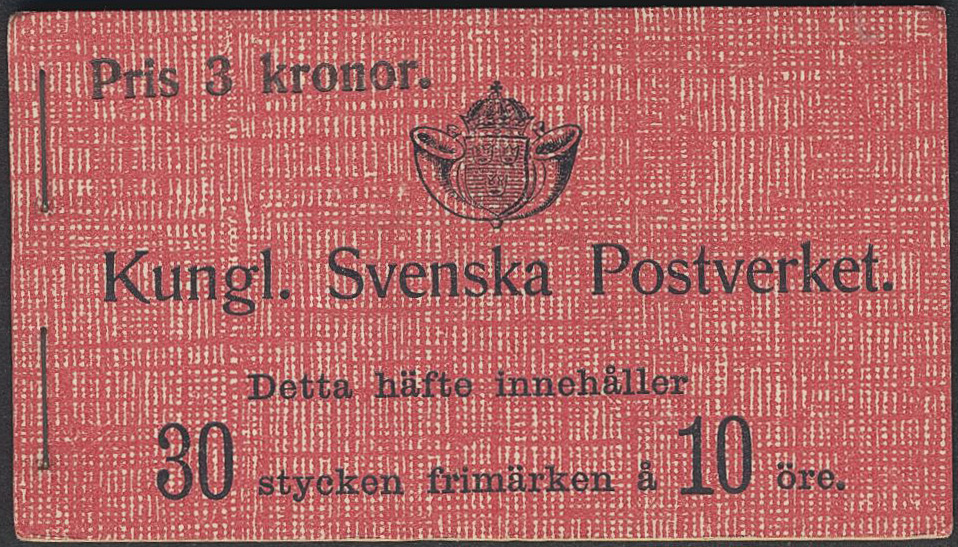 Pris 3 kronor.
Kungl. Svenska Postverket.
Detta häfte innehåller
30 stycken frimärken å 10 öre.